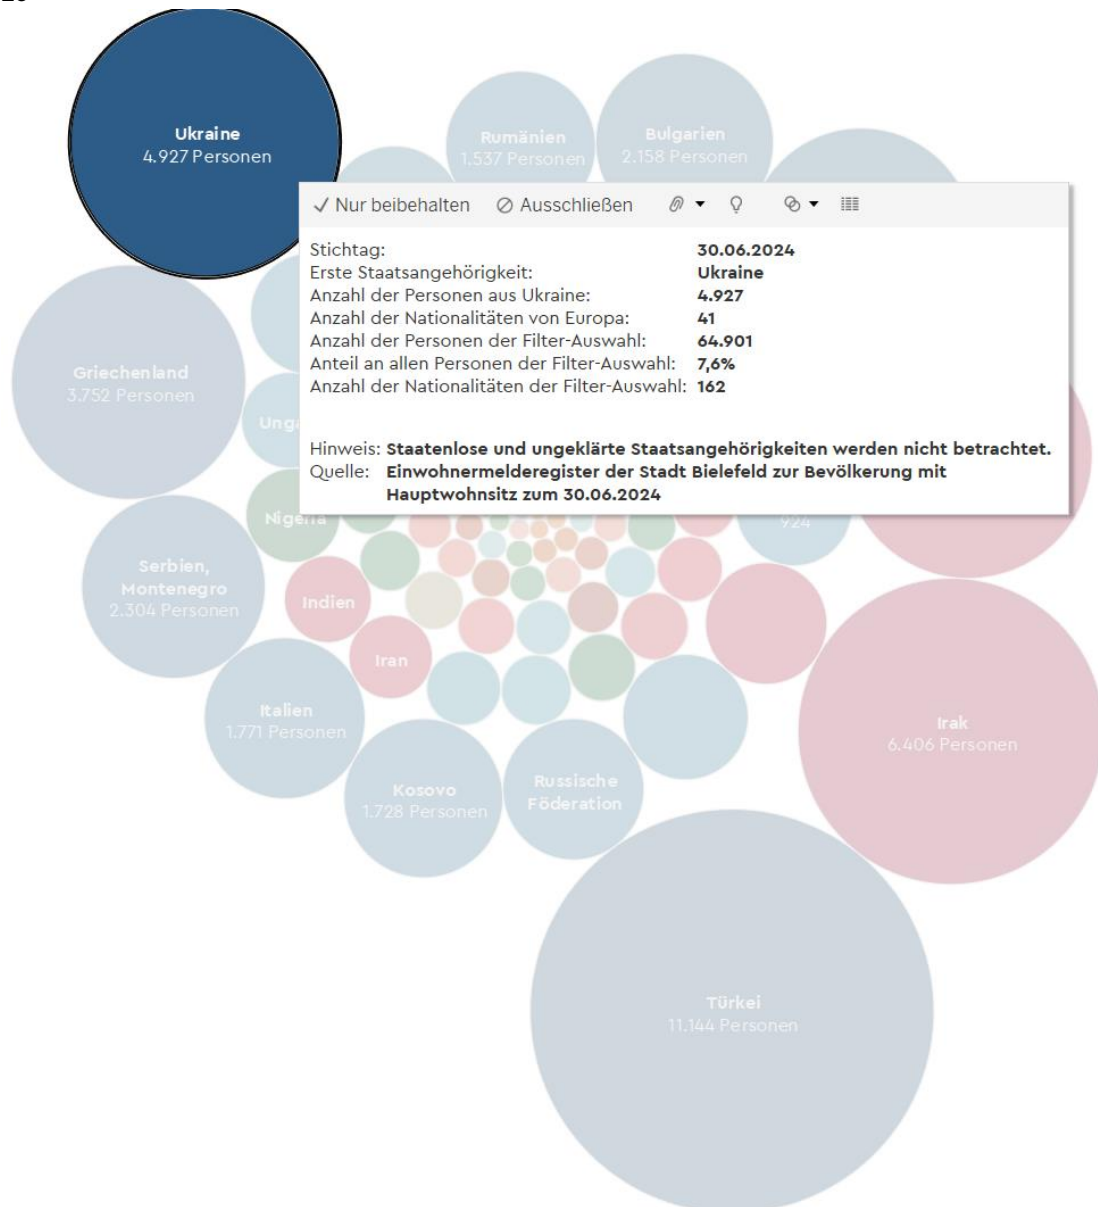 Ukraine
4.927 Personen
Rumänien
1.537 Personen
Bulgarien
2.158 Personen
✓ Nur beibehalten Ausschließen
Stichtag: 30.06.2024
Erste Staatsangehörigkeit: Ukraine
Anzahl der Personen aus Ukraine: 4.927
Anzahl der Nationalitäten von Europa: 41
Anzahl der Personen der Filter-Auswahl: 64.901
Anteil an allen Personen der Filter-Auswahl: 7,6%
Anzahl der Nationalitäten der Filter-Auswahl: 162
Hinweis: Staatenlose und ungeklärte Staatsangehörigkeiten werden nicht betrachtet.
Quelle: Einwohnermelderegister der Stadt Bielefeld zur Bevölkerung mit
Hauptwohnsitz zum 30.06.2024
Griechenland
3.752 Personen
Nigeria
924
Serbien,
Montenegro
2.304 Personen
Indien
Iran
Italien
1.771 Personen
Irak
6.406 Personen
Kosovo
1.728 Personen
Russische
Föderation
Türkei
11.144 Personen